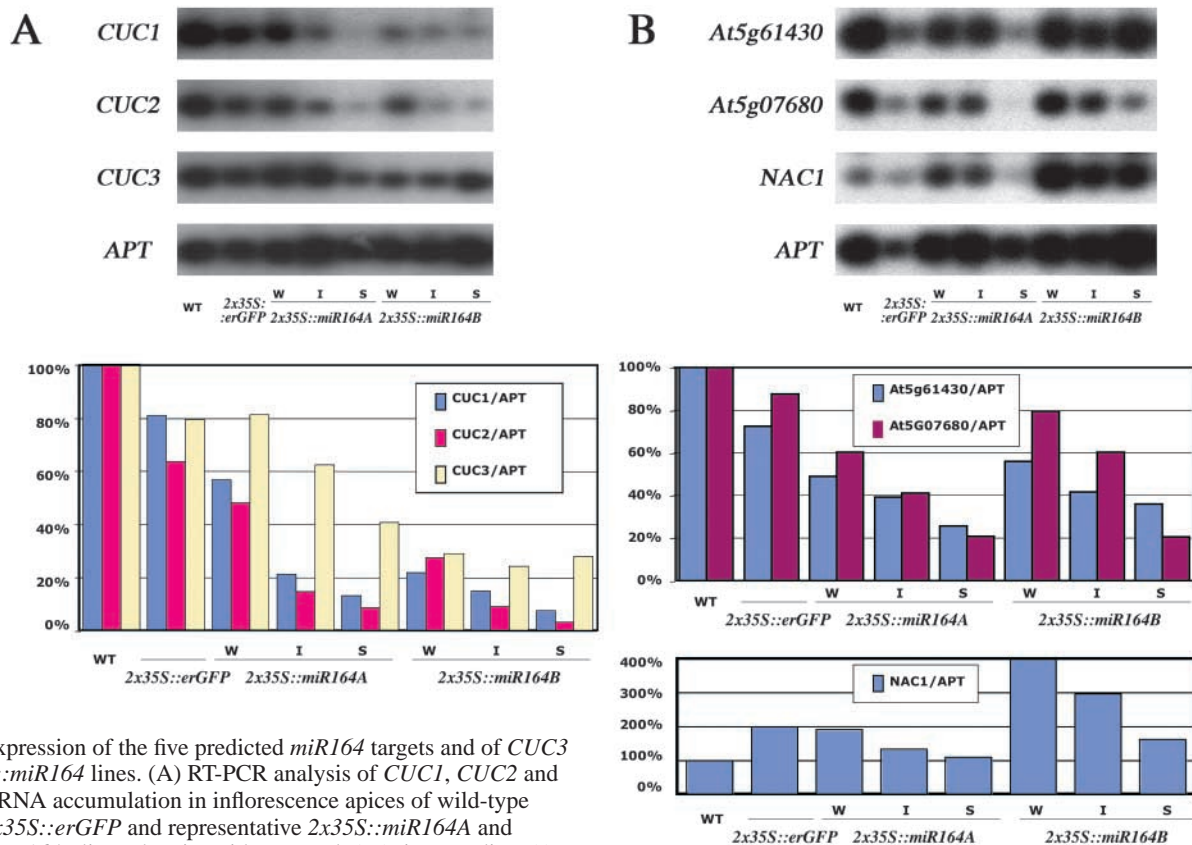 A
CUC1
CUC2
CUC3
APT
WT
2x35S:
:erGFP
W I S
2x35S::miR164A
W I S
2x35S::miR164B
100%
80%
60%
40%
20%
0%
CUC1/APT
CUC2/APT
CUC3/APT
WT
2x35S::erGFP
W I S
2x35S::miR164A
W I S
2x35S::miR164B
xpression of the five predicted miR164 targets and of CUC3
::miR164 lines. (A) RT-PCR analysis of CUC1, CUC2 and
RNA accumulation in inflorescence apices of wild-type
x35S::erGFP and representative 2x35S::miR164A and
B
At5g61430
At5g07680
NAC1
APT
WT
2x35S:
:erGFP
W I S
2x35S::miR164A
W I S
2x35S::miR164B
100%
80%
60%
40%
20%
0%
At5g61430/APT
At5G07680/APT
WT
2x35S::erGFP
W I S
2x35S::miR164A
W I S
2x35S::miR164B
400%
300%
200%
100%
0%
NAC1/APT
WT
2x35S::erGFP
W I S
2x35S::miR164A
W I S
2x35S::miR164B